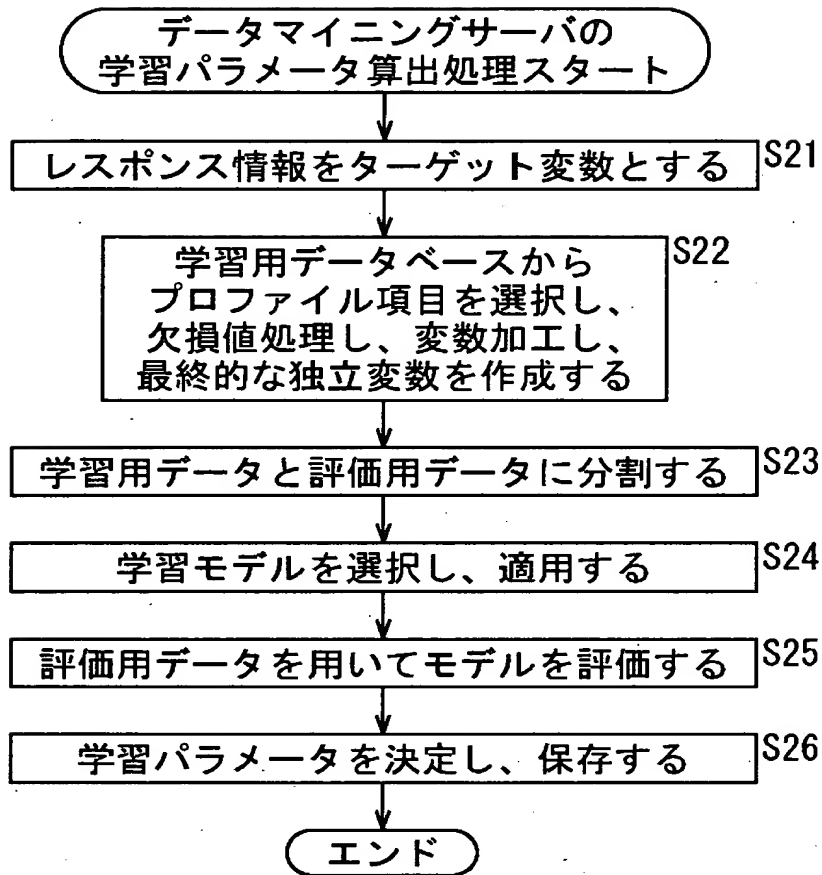 データマイニングサーバの
学習パラメータ算出処理スタート
レスポンス情報をターゲット変数とする
S21
学習用データベースから
プロファイル項目を選択し、
欠損値処理し、変数加工し、
最終的な独立変数を作成する
S22
学習用データと評価用データに分割する
S23
学習モデルを選択し、適用する
S24
評価用データを用いてモデルを評価する
S25
学習パラメータを決定し、保存する
S26
エンド